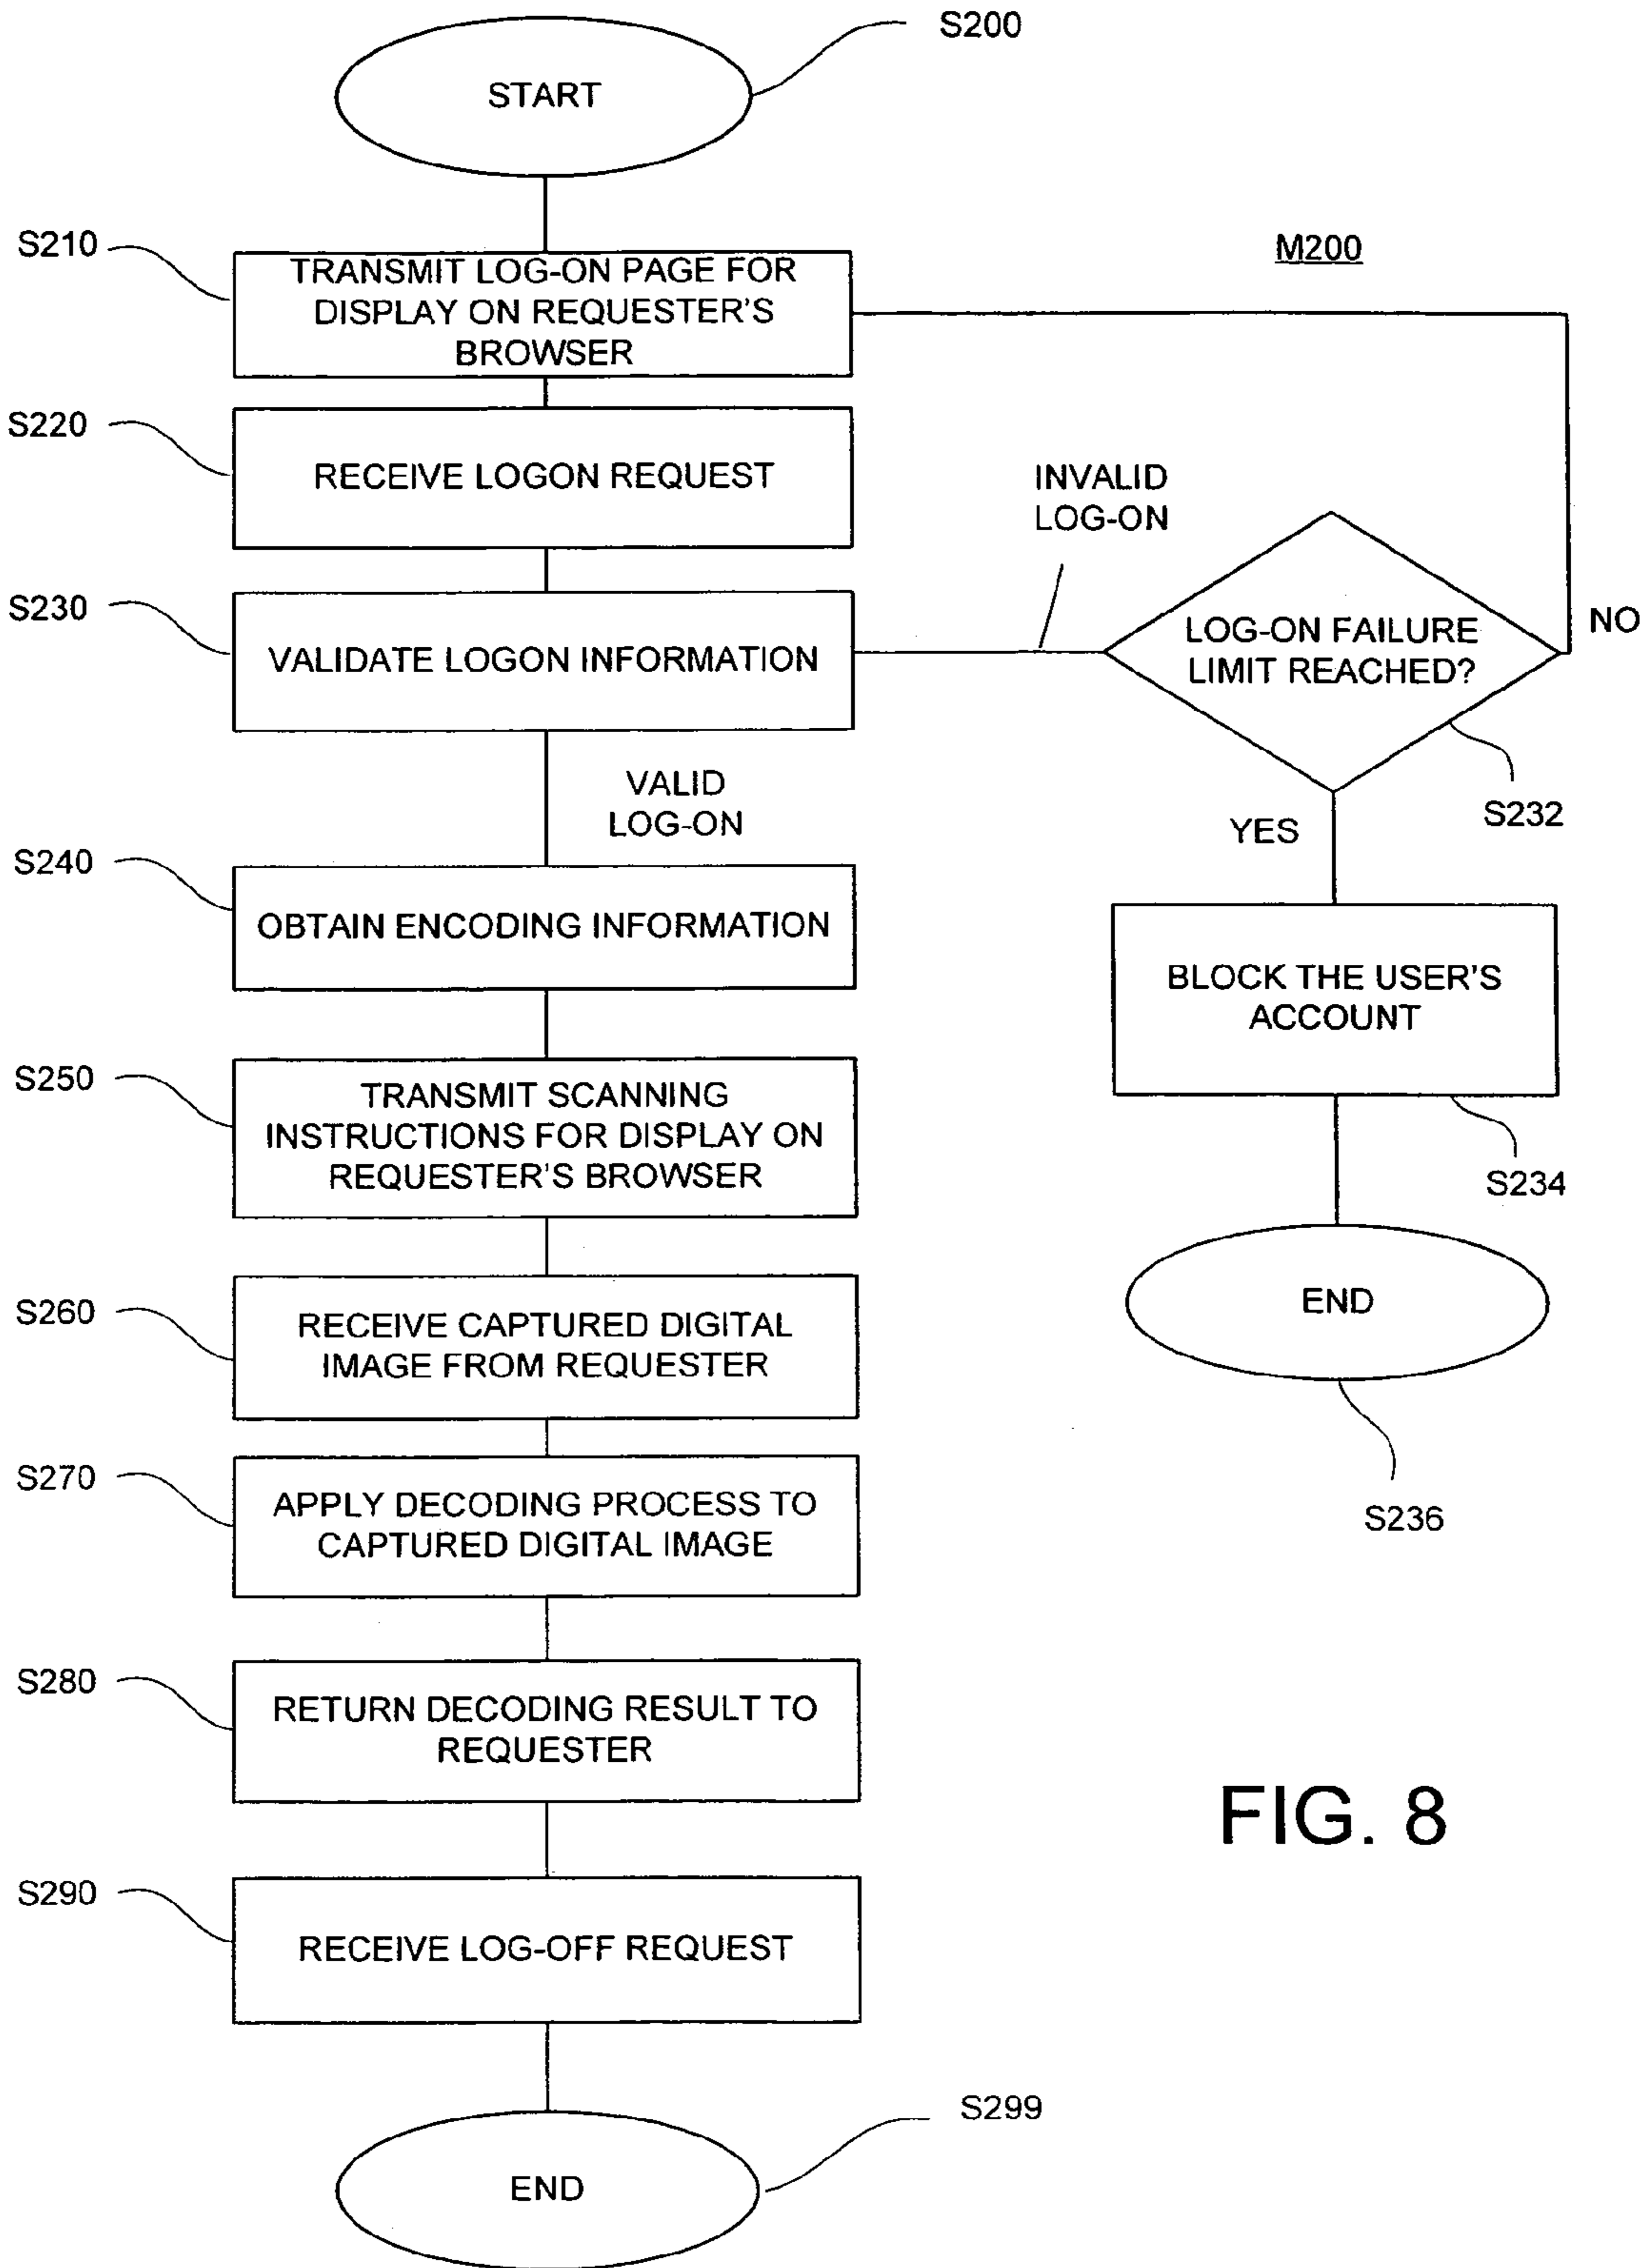 START
S200
S210
TRANSMIT LOG-ON PAGE FOR
DISPLAY ON REQUESTER'S
BROWSER
M200
S220
RECEIVE LOGON REQUEST
INVALID
LOG-ON
S230
VALIDATE LOGON INFORMATION
LOG-ON FAILURE
LIMIT REACHED?
NO
S232
VALID
LOG-ON
YES
S240
OBTAIN ENCODING INFORMATION
BLOCK THE USER'S
ACCOUNT
S234
S250
TRANSMIT SCANNING
INSTRUCTIONS FOR DISPLAY ON
REQUESTER'S BROWSER
END
S236
S260
RECEIVE CAPTURED DIGITAL
IMAGE FROM REQUESTER
S270
APPLY DECODING PROCESS TO
CAPTURED DIGITAL IMAGE
S280
RETURN DECODING RESULT TO
REQUESTER
FIG. 8
S290
RECEIVE LOG-OFF REQUEST
S299
END